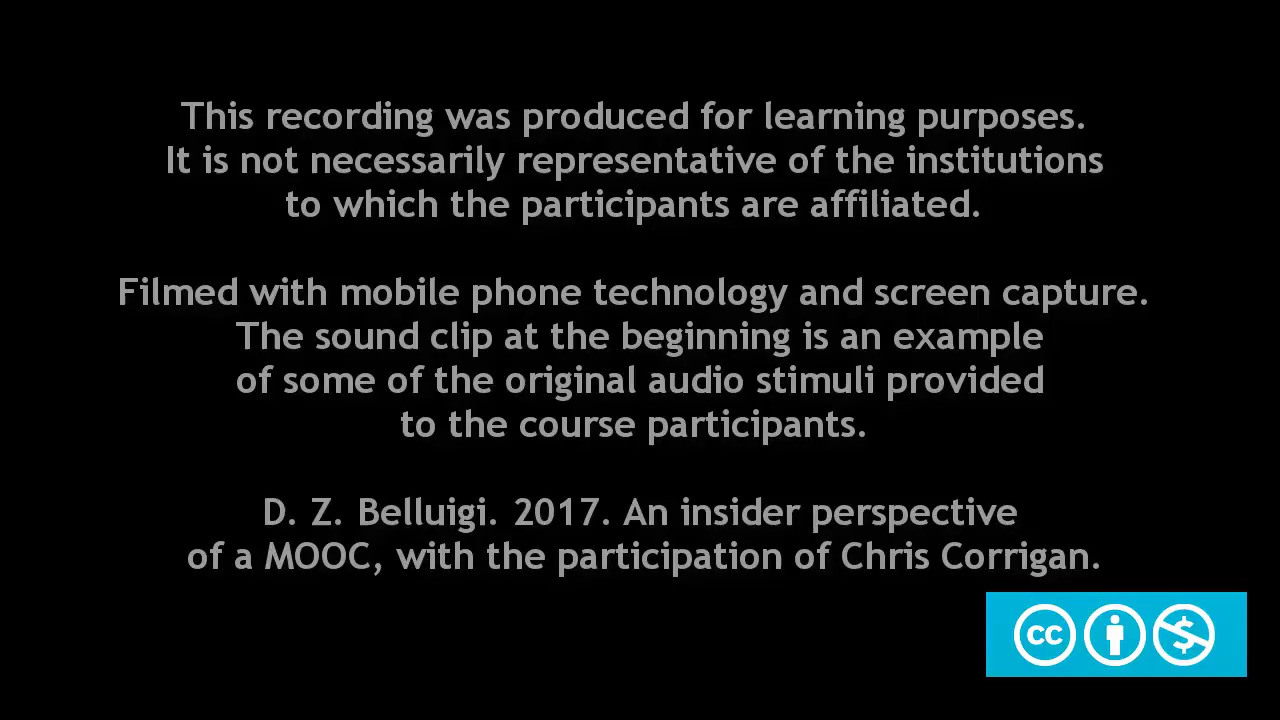 This recording was produced for learning purposes.
It is not necessarily representative of the institutions
to which the participants are affiliated.
Filmed with mobile phone technology and screen capture.
The sound clip at the beginning is an example
of some of the original audio stimuli provided
to the course participants.
D. Z. Belluigi. 2017. An insider perspective
of a MOOC, with the participation of Chris Corrigan.
cc $